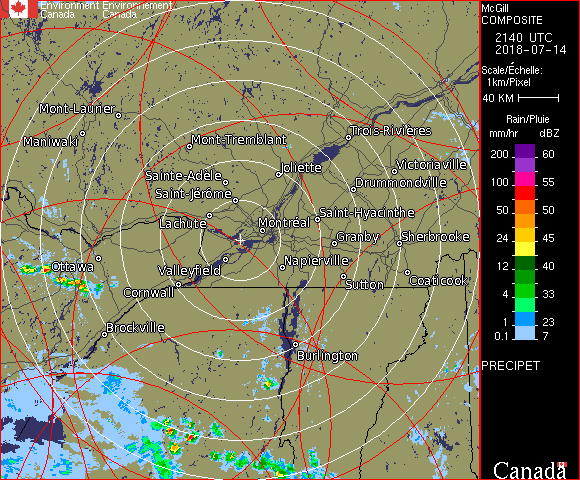 Environment Environnement
Canada Canada
McGill
COMPOSITE
2140 UTC
2018-07-14
Scale/Échelle:
1km/Pixel
40 KM
Rain/Pluie
mm/hr dBZ
200 60
55
100 55
50 50
24 45
12 40
4 33
1 23
0.1 7
PRECIPET
Canada
Mont-Laurier
Maniwaki
Mont-Tremblant
Trois-Rivières
Sainte-Adèle
Joliette
Victoriaville
Saint-Jérôme
Drummondville
Lachute
Montréal
Saint-Hyacinthe
Granby
Sherbrooke
Ottawa
Valleyfield
Napierville
Cornwall
Sutton
Coaticook
Brockville
Burlington